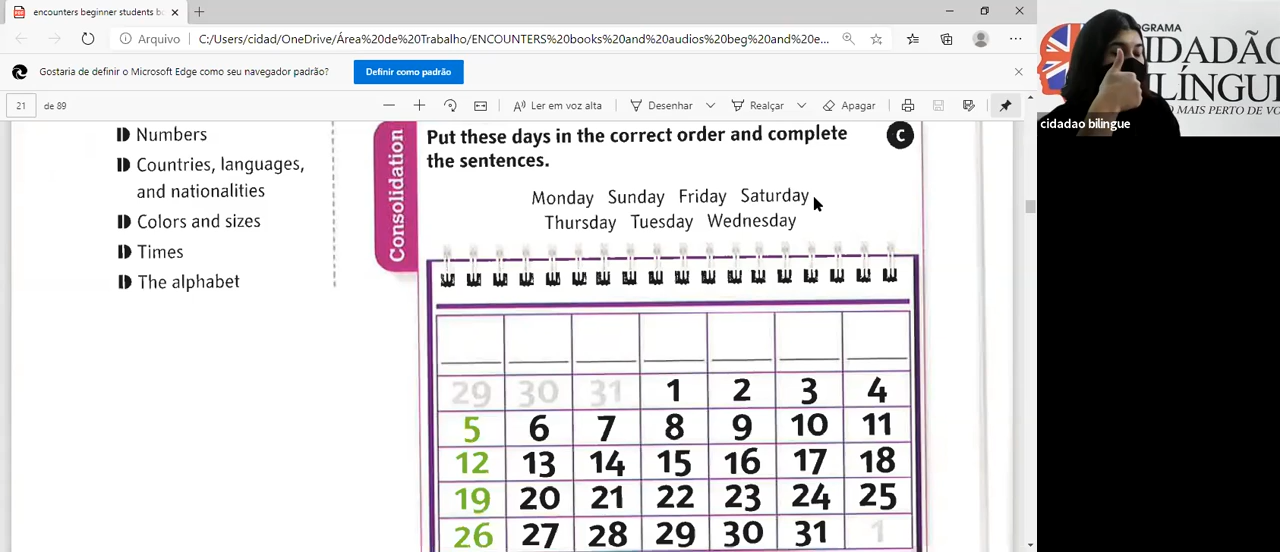 encounters beginner students bo
Arquivo C:/Users/cidad/OneDrive/Área%20de%20Trabalho/ENCOUNTERS%20books%20and%20audios%20beg%20and%20e...
Gostaria de definir o Microsoft Edge como seu navegador padrão? Definir como padrão
21 de 89 Ler em voz alta Desenhar Realçar Apagar
Numbers
Countries, languages,
and nationalities
Colors and sizes
Times
The alphabet
Consolidation
Put these days in the correct order and complete
the sentences.
C
Monday Sunday Friday Saturday
Thursday Tuesday Wednesday
29 30 31 1 2 3 4
5 6 7 8 9 10 11
12 13 14 15 16 17 18
19 20 21 22 23 24 25
26 27 28 29 30 31 1
cidadao bilingue